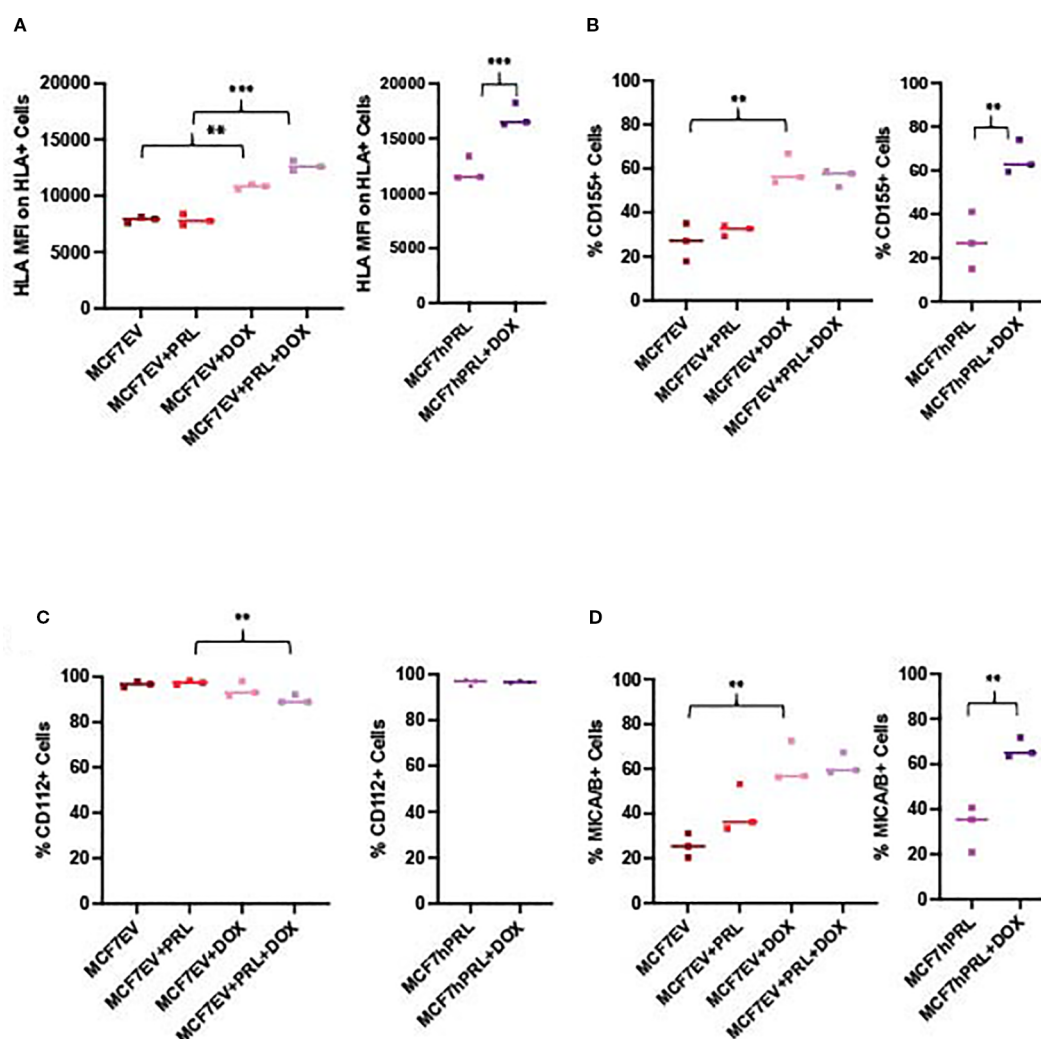 A
HLA MFI on HLA+ Cells
20000
15000
10000
5000
0
***
**
MCF7EV
MCF7EV+PRL
MCF7EV+DOX
MCF7EV+PRL+DOX
HLA MFI on HLA+ Cells
20000
15000
10000
5000
0
***
MCF7hPRL
MCF7hPRL+DOX
B
% CD155+ Cells
100
80
60
40
20
0
**
MCF7EV
MCF7EV+PRL
MCF7EV+DOX
MCF7EV+PRL+DOX
% CD155+ Cells
100
80
60
40
20
0
**
MCF7hPRL
MCF7hPRL+DOX
C
% CD112+ Cells
100
80
60
40
20
0
**
MCF7EV
MCF7EV+PRL
MCF7EV+DOX
MCF7EV+PRL+DOX
% CD112+ Cells
100
80
60
40
20
0
MCF7hPRL
MCF7hPRL+DOX
D
% MICA/B+ Cells
100
80
60
40
20
0
**
MCF7EV
MCF7EV+PRL
MCF7EV+DOX
MCF7EV+PRL+DOX
% MICA/B+ Cells
100
80
60
40
20
0
**
MCF7hPRL
MCF7hPRL+DOX